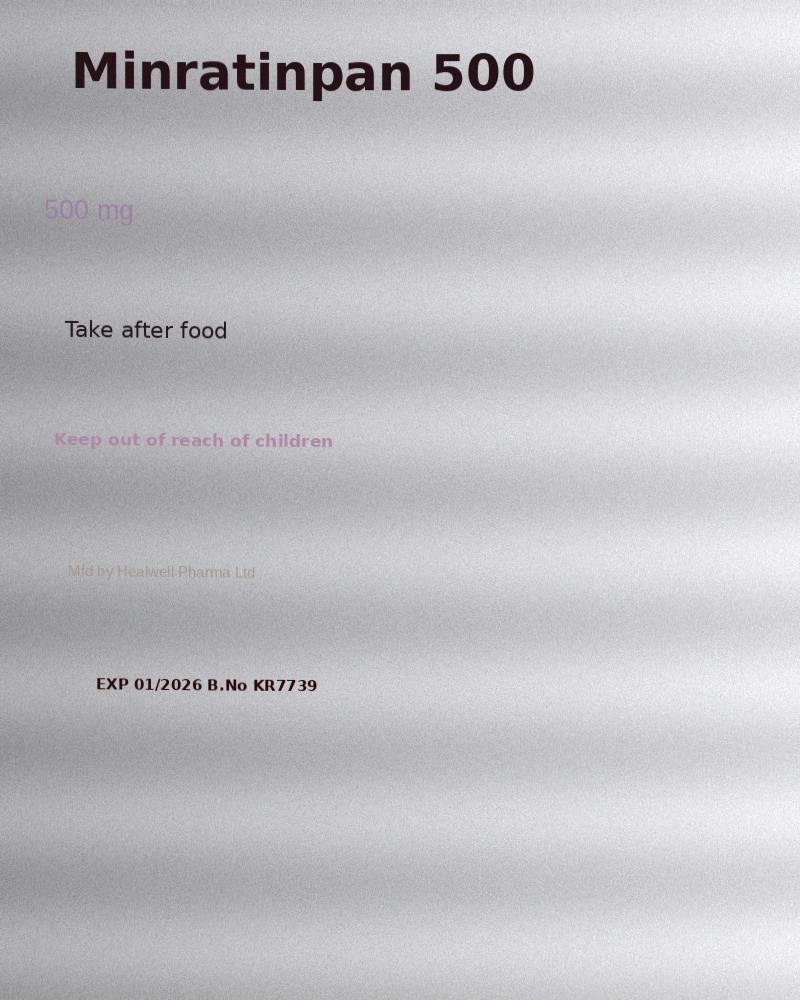 Minratinpan 500
500 mg
Take after food
Keep out of reach of children
Mfd by Healwell Pharma Ltd
EXP 01/2026 B.No KR7739